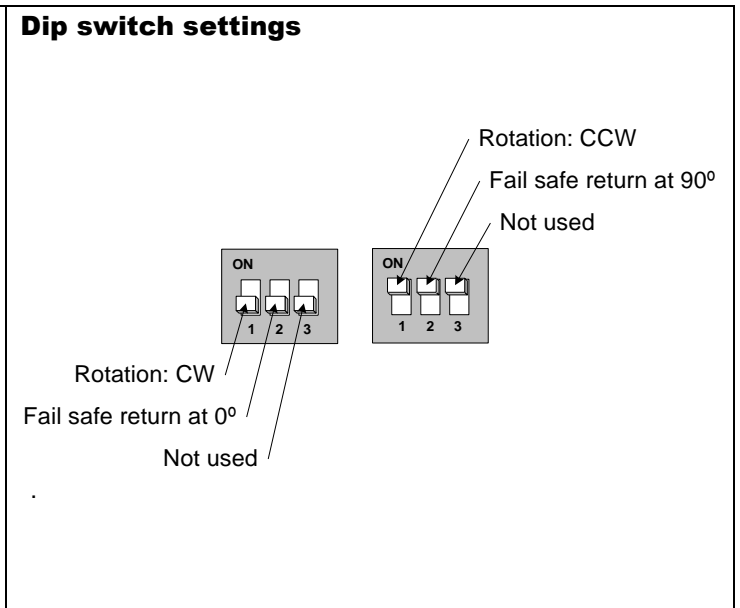 Dip switch settings
Rotation: CCW
Fail safe return at 90º
Not used
ON
1 2 3
ON
1 2 3
Rotation: CW
Fail safe return at 0º
Not used
.